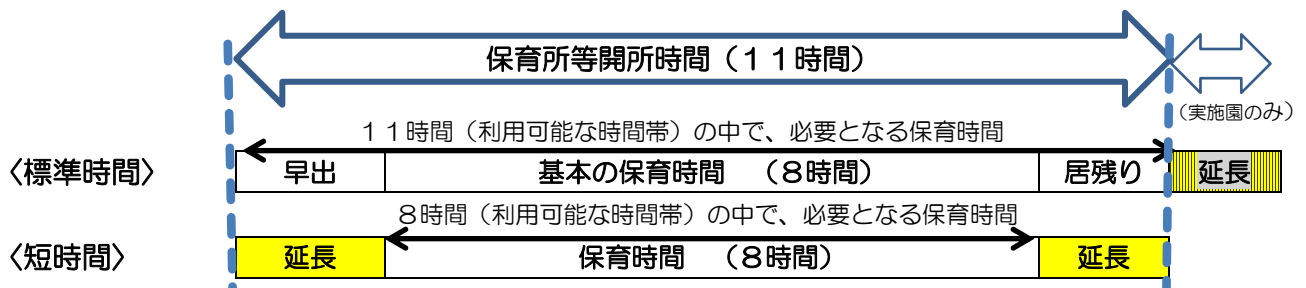 保育所等開所時間（１１時間）
（実施園のみ）
１１時間（利用可能な時間帯）の中で、必要となる保育時間
〈標準時間〉 早出 基本の保育時間 （８時間） 居残り 延長
８時間（利用可能な時間帯）の中で、必要となる保育時間
〈短時間〉 延長 保育時間 （８時間） 延長